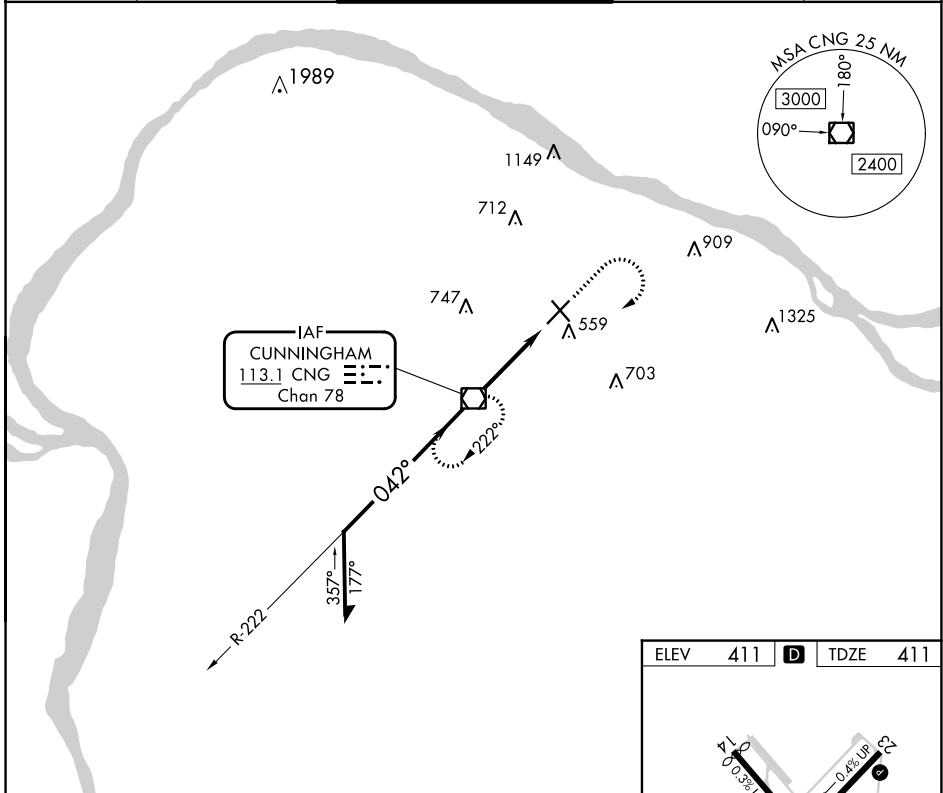 MSA CNG 25 NM
180°
3000
090°
2400
1989
1149
712
909
747
559
1325
703
IAF
CUNNINGHAM
113.1 CNG
Chan 78
222°
042°
357°
177°
R-222
ELEV 411 D TDZE 411
14
23
0.3%
0.4% UP
P